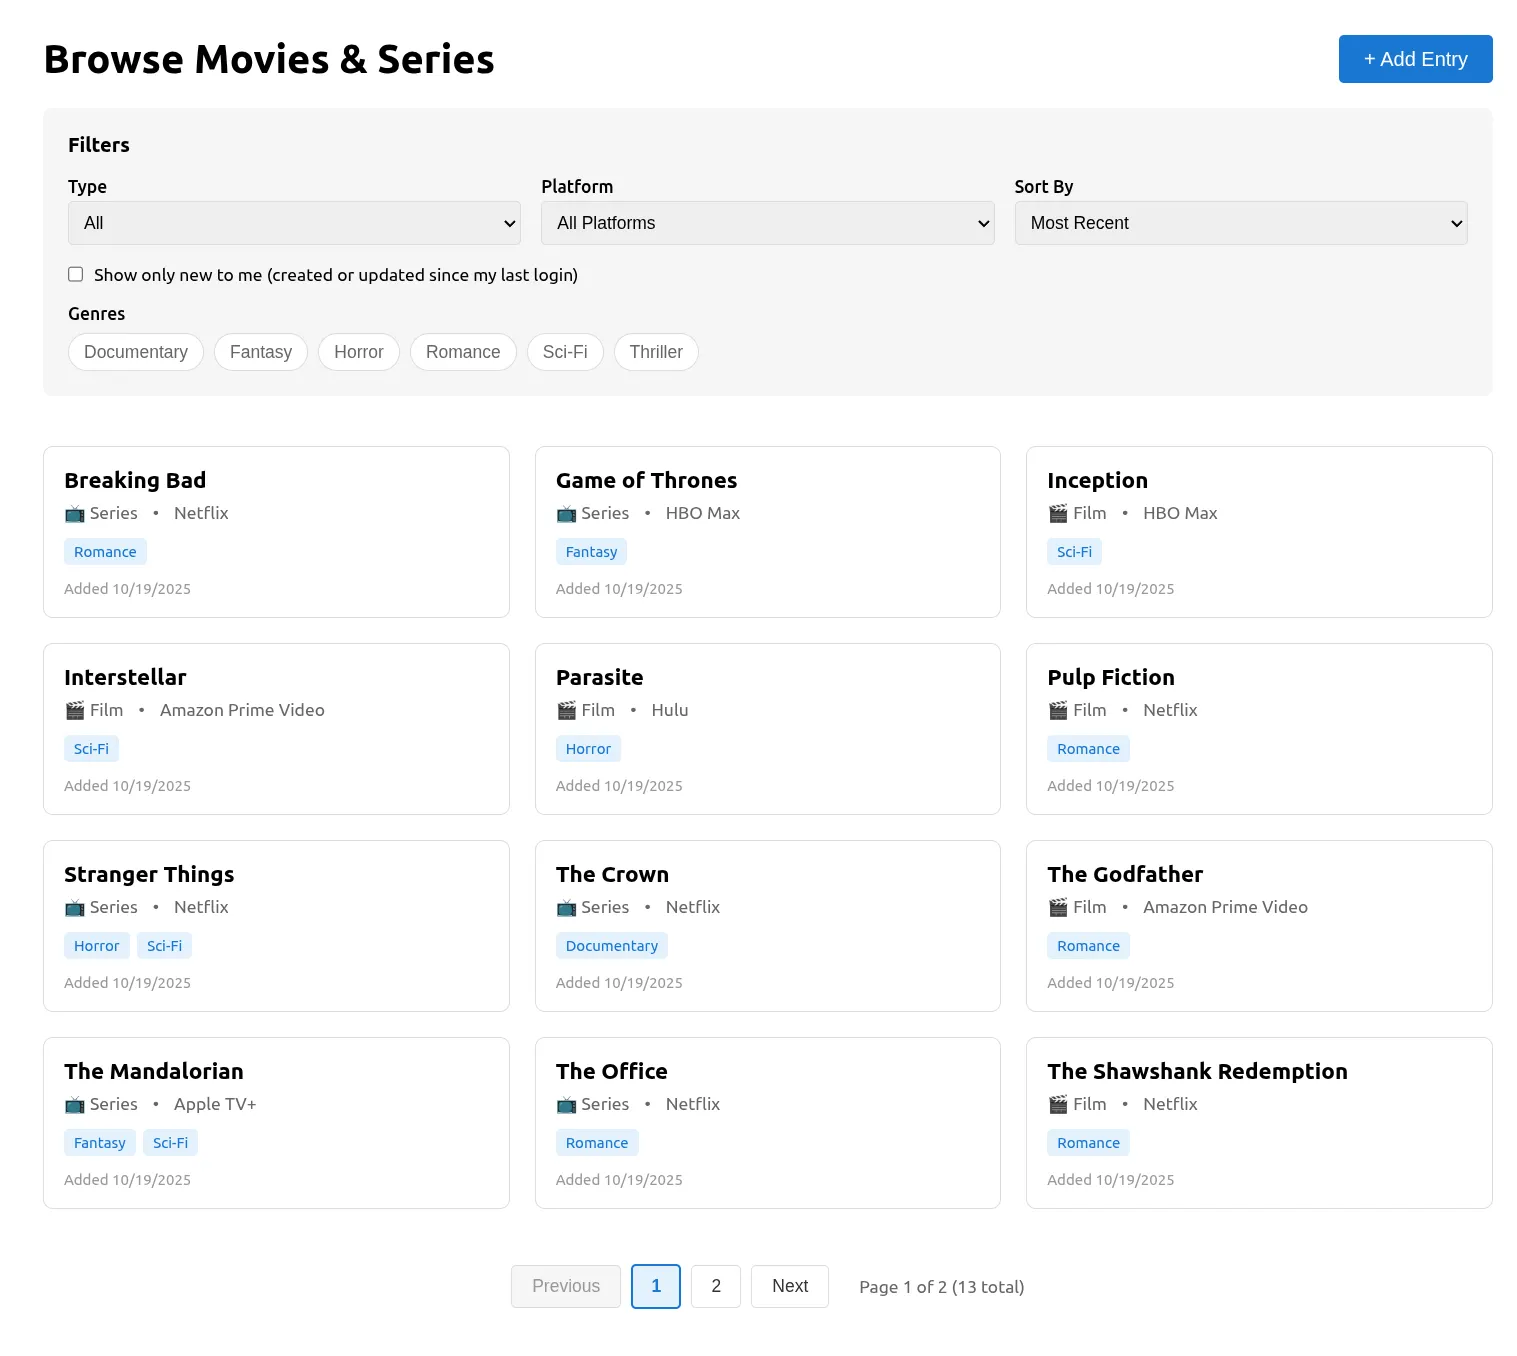 Browse Movies & Series
+ Add Entry
Filters
Type
Platform
Sort By
All
All Platforms
Most Recent
Show only new to me (created or updated since my last login)
Genres
Documentary
Fantasy
Horror
Romance
Sci-Fi
Thriller
Breaking Bad
📺 Series • Netflix
Romance
Added 10/19/2025
Game of Thrones
📺 Series • HBO Max
Fantasy
Added 10/19/2025
Inception
🎬 Film • HBO Max
Sci-Fi
Added 10/19/2025
Interstellar
🎬 Film • Amazon Prime Video
Sci-Fi
Added 10/19/2025
Parasite
🎬 Film • Hulu
Horror
Added 10/19/2025
Pulp Fiction
🎬 Film • Netflix
Romance
Added 10/19/2025
Stranger Things
📺 Series • Netflix
Horror Sci-Fi
Added 10/19/2025
The Crown
📺 Series • Netflix
Documentary
Added 10/19/2025
The Godfather
🎬 Film • Amazon Prime Video
Romance
Added 10/19/2025
The Mandalorian
📺 Series • Apple TV+
Fantasy Sci-Fi
Added 10/19/2025
The Office
📺 Series • Netflix
Romance
Added 10/19/2025
The Shawshank Redemption
🎬 Film • Netflix
Romance
Added 10/19/2025
Previous 1 2 Next Page 1 of 2 (13 total)